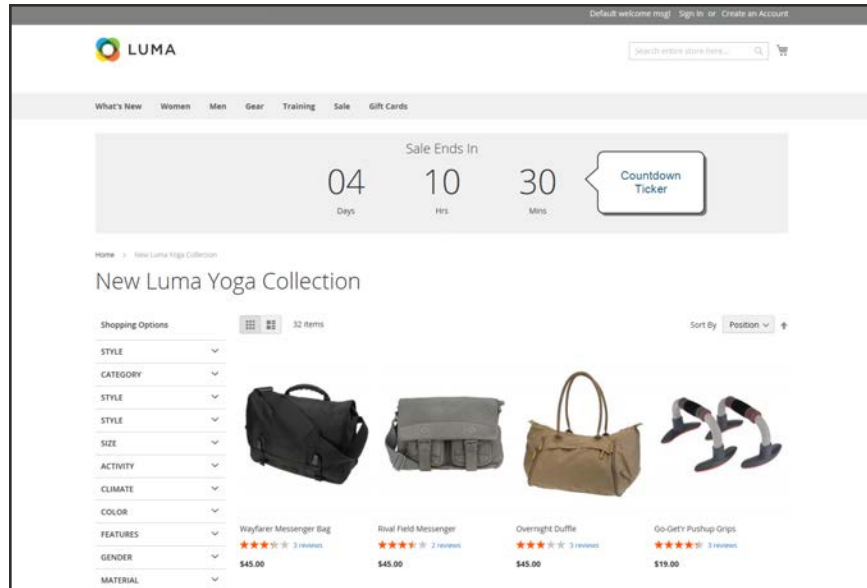 Default welcome msg! Sign In or Create an Account
LUMA
Search entire store here...
What's New Women Men Gear Training Sale Gift Cards
Sale Ends In
04 10 30
Days Hrs Mins
Countdown
Ticker
Home > New Luma Yoga Collection
New Luma Yoga Collection
Shopping Options
32 items
Sort By Position
STYLE
CATEGORY
STYLE
STYLE
SIZE
ACTIVITY
CLIMATE
COLOR
FEATURES
GENDER
MATERIAL
Wayfarer Messenger Bag
3 reviews
$45.00
Rival Field Messenger
2 reviews
$45.00
Overnight Duffle
3 reviews
$45.00
Go-Get'r Pushup Grips
3 reviews
$19.00